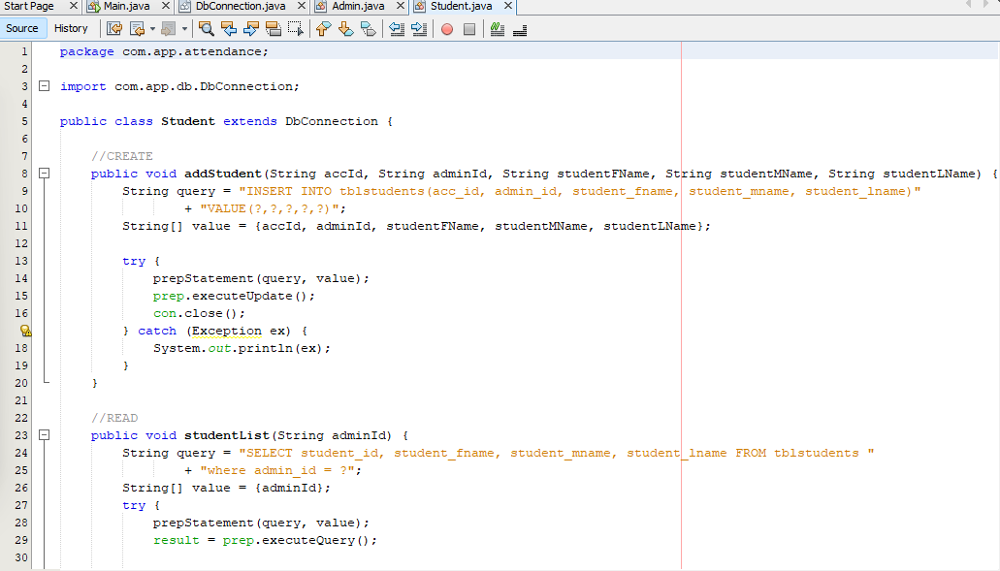 Start Page Main.java DbConnection.java Admin.java Student.java
Source History
1 package com.app.attendance;
2
3 import com.app.db.DbConnection;
4
5 public class Student extends DbConnection {
6
7 //CREATE
8 public void addStudent(String accId, String adminId, String studentFName, String studentMName, String studentLName) {
9 String query = "INSERT INTO tblstudents(acc_id, admin_id, student_fname, student_mname, student_lname)"
10 + "VALUE(?,?,?,?,?)";
11 String[] value = {accId, adminId, studentFName, studentMName, studentLName};
12
13 try {
14 prepStatement(query, value);
15 prep.executeUpdate();
16 con.close();
} catch (Exception ex) {
18 System.out.println(ex);
19 }
20 }
21
22 //READ
23 public void studentList(String adminId) {
24 String query = "SELECT student_id, student_fname, student_mname, student_lname FROM tblstudents "
25 + "where admin_id = ?";
26 String[] value = {adminId};
27 try {
28 prepStatement(query, value);
29 result = prep.executeQuery();
30